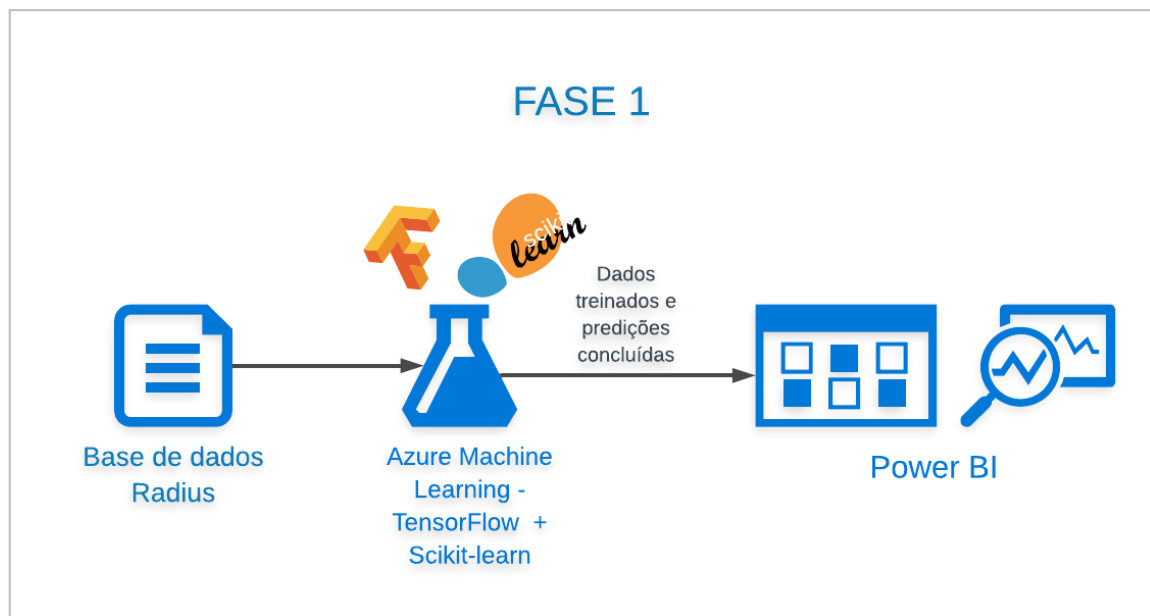 FASE 1
scikit
learn
Dados
treinados e
predições
concluídas
Base de dados
Radius
Azure Machine
Learning -
TensorFlow +
Scikit-learn
Power BI